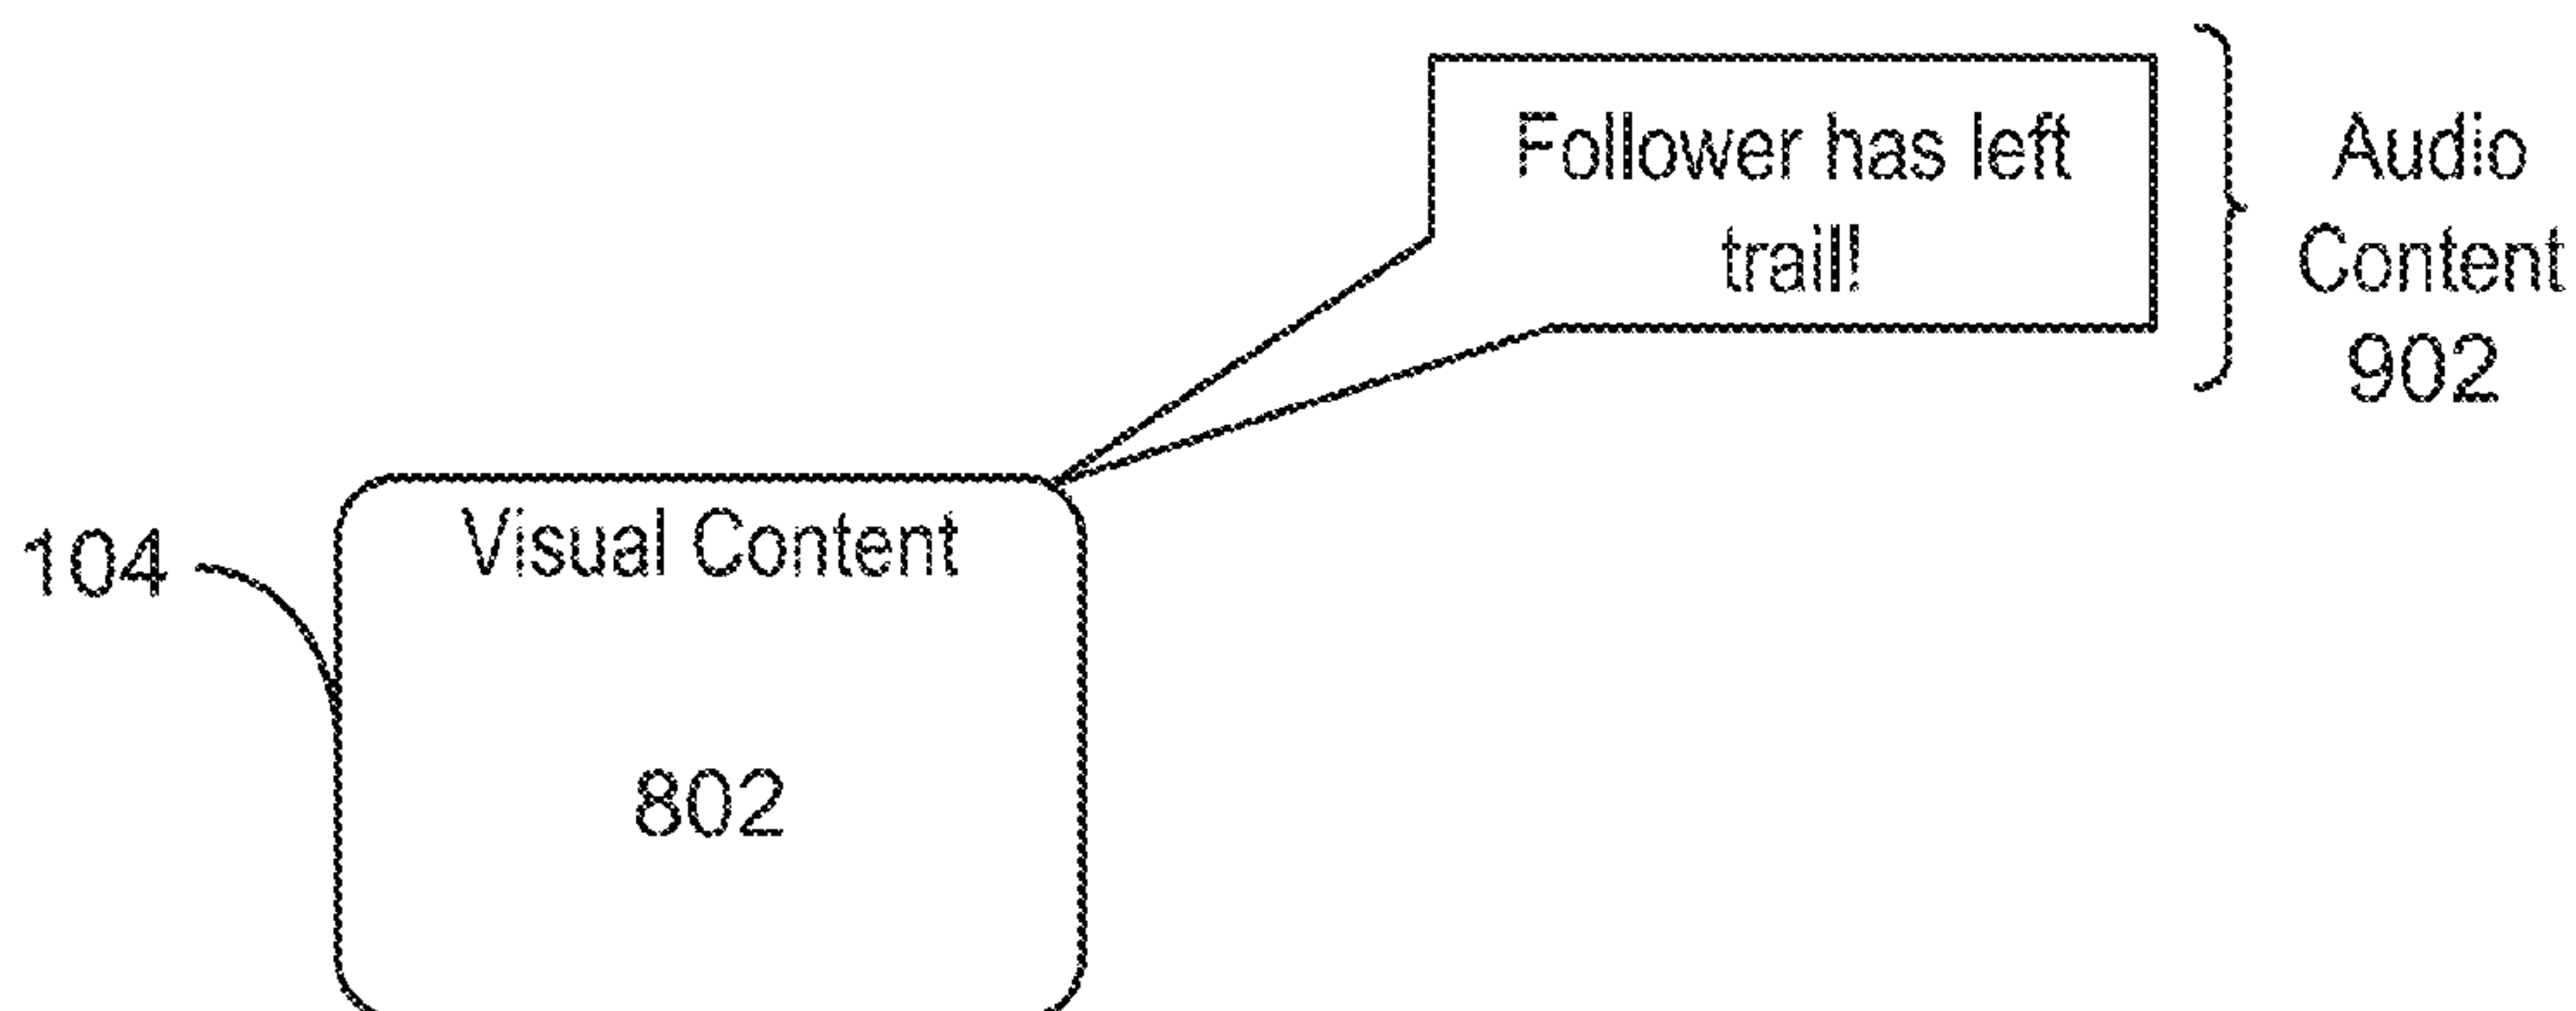 Follower has left
trail!
Audio
Content
902
104
Visual Content
802